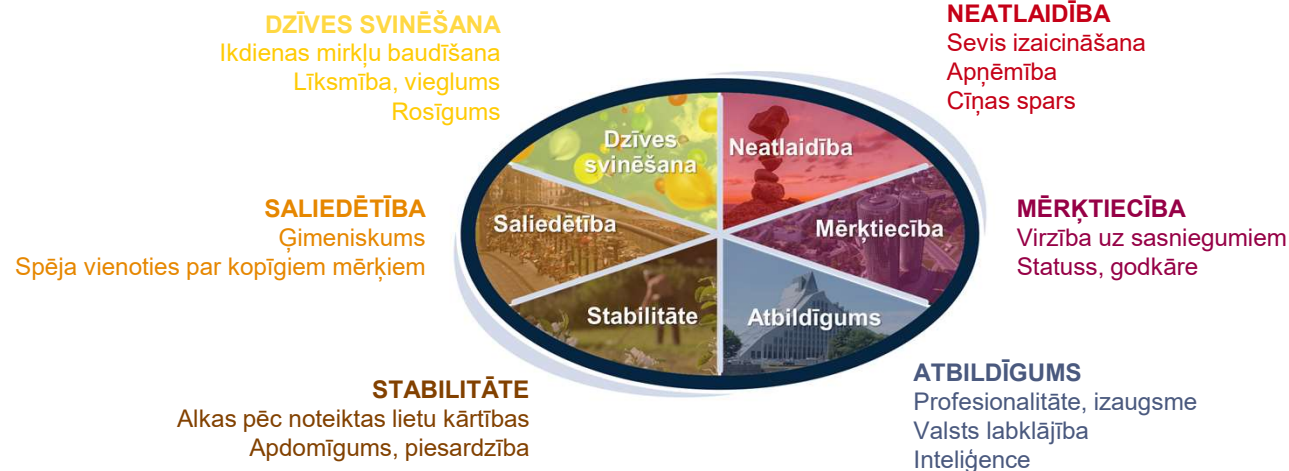 DZĪVES SVINĒŠANA
Ikdienas mirkļu baudīšana
Līksmība, vieglums
Rosīgums
NEATLAIDĪBA
Sevis izaicināšana
Apņēmība
Cīņas spars
SALIEDĒTĪBA
Ģimeniskums
Spēja vienoties par kopīgiem mērķiem
Dzīves
svinēšana
Neatlaidība
Saliedētība
Mērķtiecība
Stabilitāte
Atbildīgums
MĒRĶTIECĪBA
Virzība uz sasniegumiem
Statuss, godkāre
STABILITĀTE
Alkas pēc noteiktas lietu kārtības
Apdomīgums, piesardzība
ATBILDĪGUMS
Profesionalitāte, izaugsme
Valsts labklājība
Inteliģence